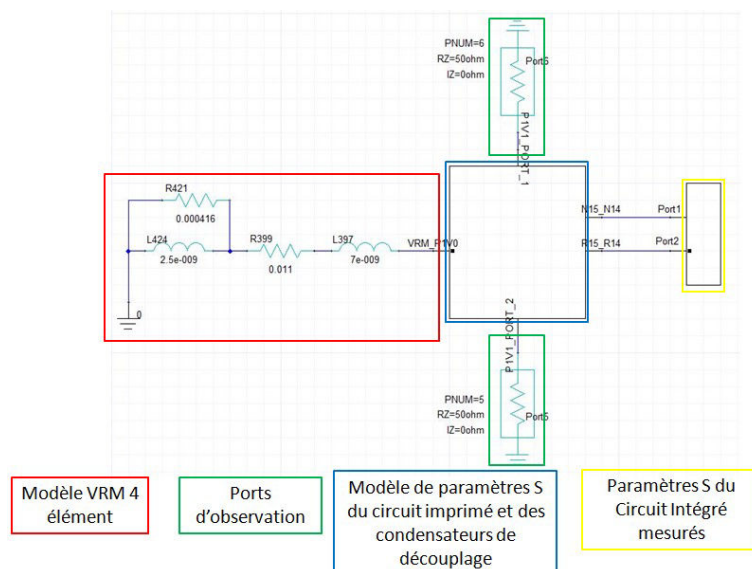 PNUM=6
RZ=50ohm
IZ=0ohm
Port6
P1V1_PORT_1
R421
0.000416
L424
2.5e-009
R399
0.011
L397
7e-009
VRM_P1V0
0
N15_N14
Port1
R15_R14
Port2
P1V1_PORT_2
PNUM=5
RZ=50ohm
IZ=0ohm
Port5
Modèle VRM 4
élément
Ports
d'observation
Modèle de paramètres S
du circuit imprimé et des
condensateurs de
découplage
Paramètres S du
Circuit Intégré
mesurés